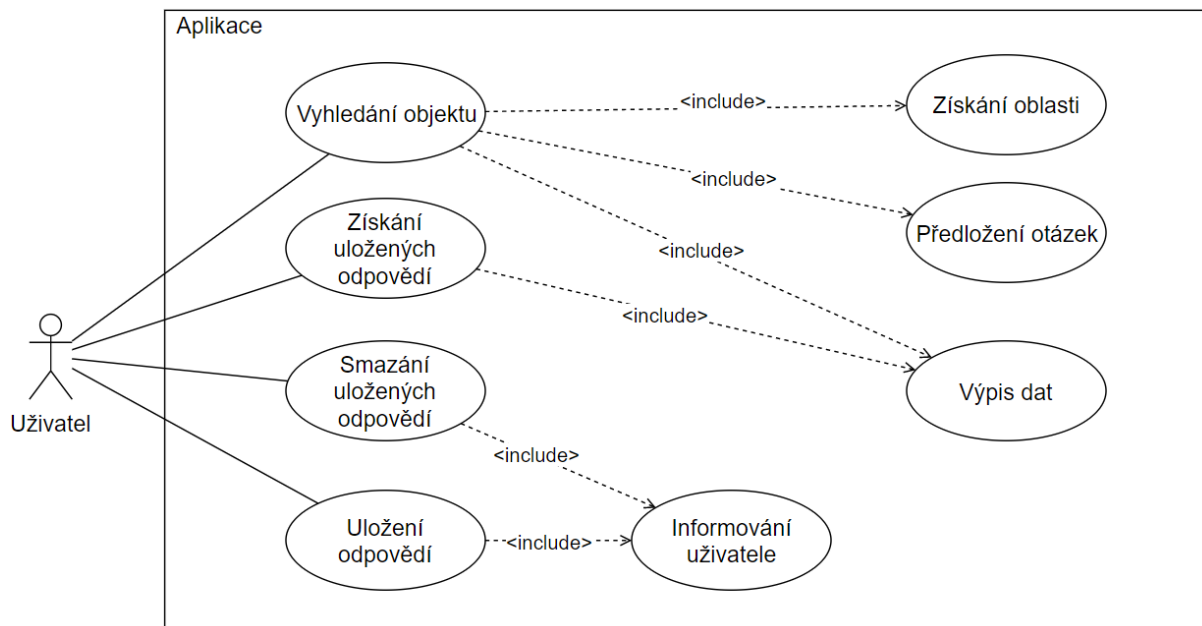 Aplikace
Vyhledání objektu
<include>
Získání oblasti
<include>
Předložení otázek
Získání
uložených
odpovědí
<include>
<include>
Uživatel
Smazání
uložených
odpovědí
Výpis dat
<include>
Uložení
odpovědí
<include>
Informování
uživatele